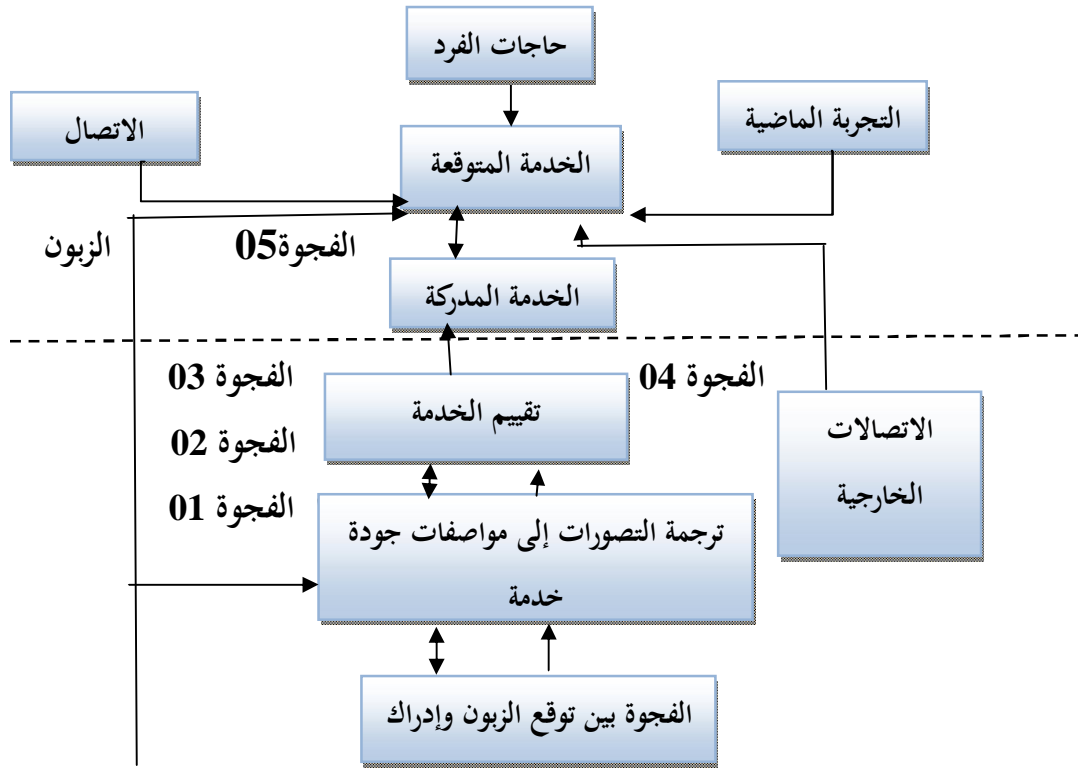 حاجات الفرد
التجربة الماضية
الاتصال
الخدمة المتوقعة
الزبون
الفجوة05
الخدمة المدركة
الفجوة 03
الفجوة 04
تقييم الخدمة
الاتصالات
الخارجية
الفجوة 02
الفجوة 01
ترجمة التصورات إلى مواصفات جودة
خدمة
الفجوة بين توقع الزبون وإدراك